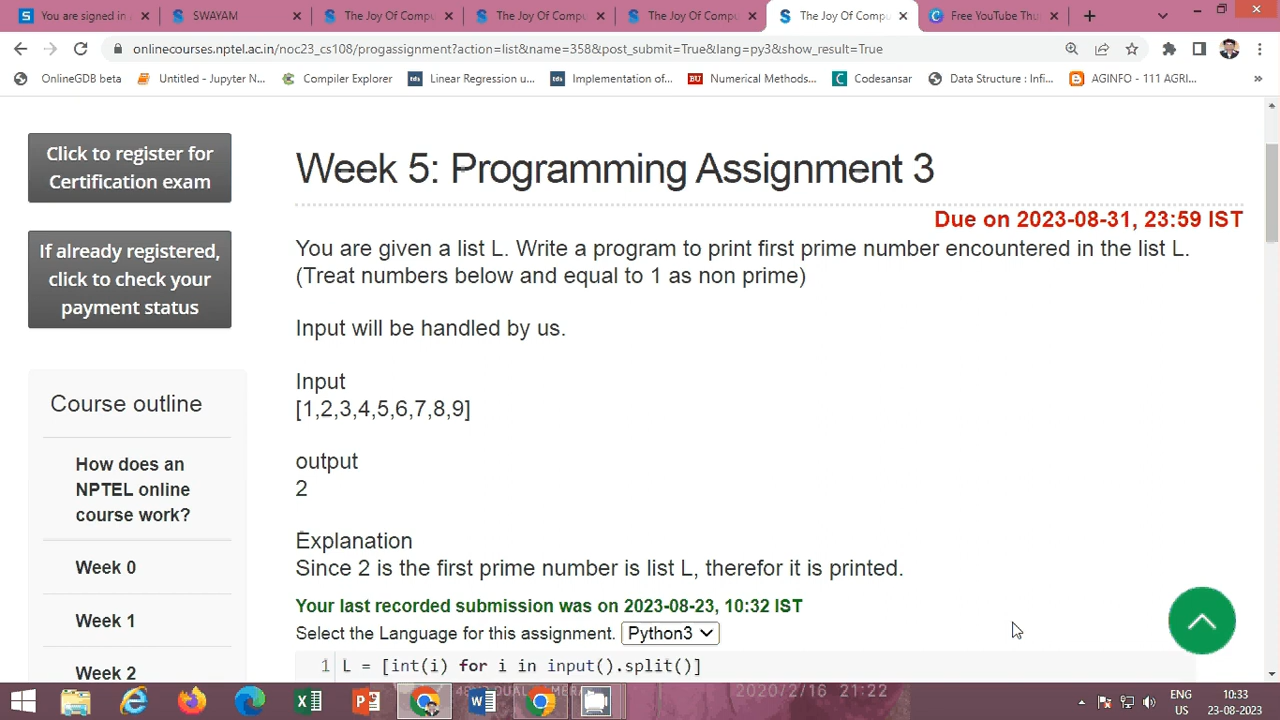 You are signed in
SWAYAM
The Joy Of Compu
The Joy Of Compu
The Joy Of Compu
The Joy Of Compu
Free YouTube Thu
onlinecourses.nptel.ac.in/noc23_cs108/progassignment?action=list&name=358&post_submit=True&lang=py3&show_result=True
OnlineGDB beta
Untitled - Jupyter N...
Compiler Explorer
Linear Regression u...
Implementation of...
Numerical Methods...
Codesansar
Data Structure : Infi...
AGINFO - 111 AGRI...
Click to register for
Certification exam
If already registered,
click to check your
payment status
Course outline
How does an
NPTEL online
course work?
Week 0
Week 1
Week 2
Week 5: Programming Assignment 3
Due on 2023-08-31, 23:59 IST
You are given a list L. Write a program to print first prime number encountered in the list L.
(Treat numbers below and equal to 1 as non prime)
Input will be handled by us.
Input
[1,2,3,4,5,6,7,8,9]
output
2
Explanation
Since 2 is the first prime number is list L, therefor it is printed.
Your last recorded submission was on 2023-08-23, 10:32 IST
Select the Language for this assignment. Python3
1 L = [int(i) for i in input().split()]
2020/2/16 21:22
ENG
US
10:33
23-08-2023